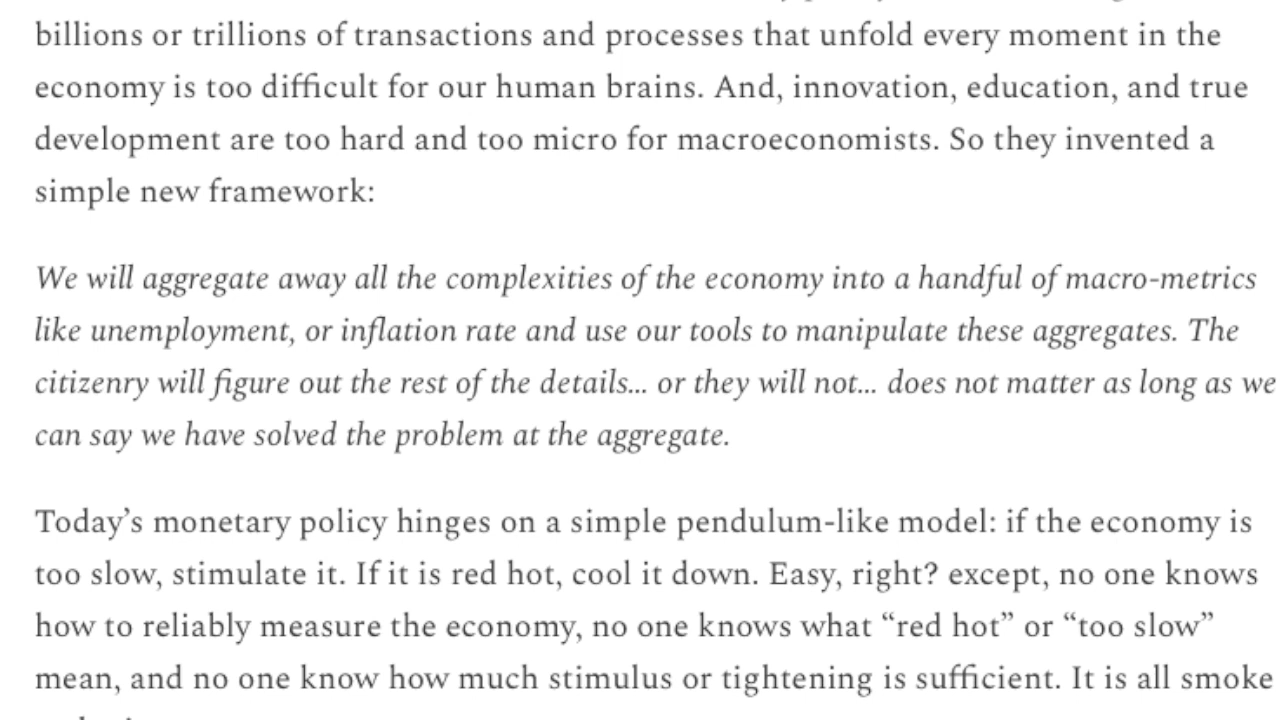 billions or trillions of transactions and processes that unfold every moment in the
economy is too difficult for our human brains. And, innovation, education, and true
development are too hard and too micro for macroeconomists. So they invented a
simple new framework:
We will aggregate away all the complexities of the economy into a handful of macro-metrics
like unemployment, or inflation rate and use our tools to manipulate these aggregates. The
citizenry will figure out the rest of the details... or they will not... does not matter as long as we
can say we have solved the problem at the aggregate.
Today’s monetary policy hinges on a simple pendulum-like model: if the economy is
too slow, stimulate it. If it is red hot, cool it down. Easy, right? except, no one knows
how to reliably measure the economy, no one knows what “red hot” or “too slow”
mean, and no one know how much stimulus or tightening is sufficient. It is all smoke